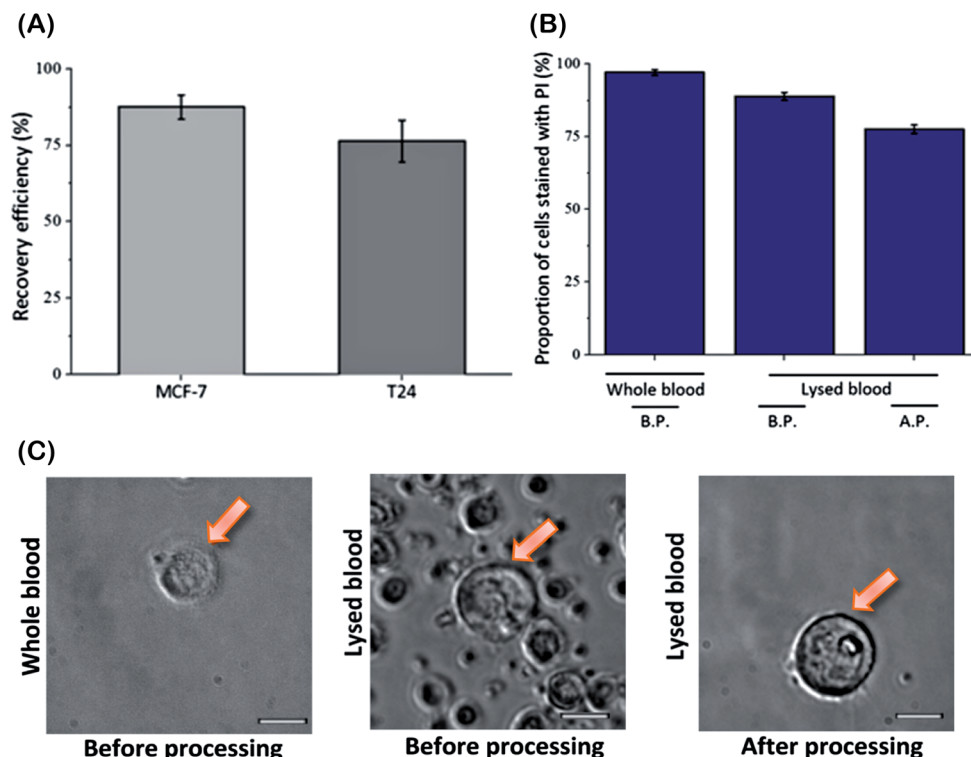 (A)
Recovery efficiency (%)
100
75
50
25
0
MCF-7
T24
(B)
Proportion of cells stained with PI (%)
100
75
50
25
0
Whole blood
Lysed blood
B.P.
B.P.
A.P.
(C)
Whole blood
Before processing
Lysed blood
Before processing
Lysed blood
After processing